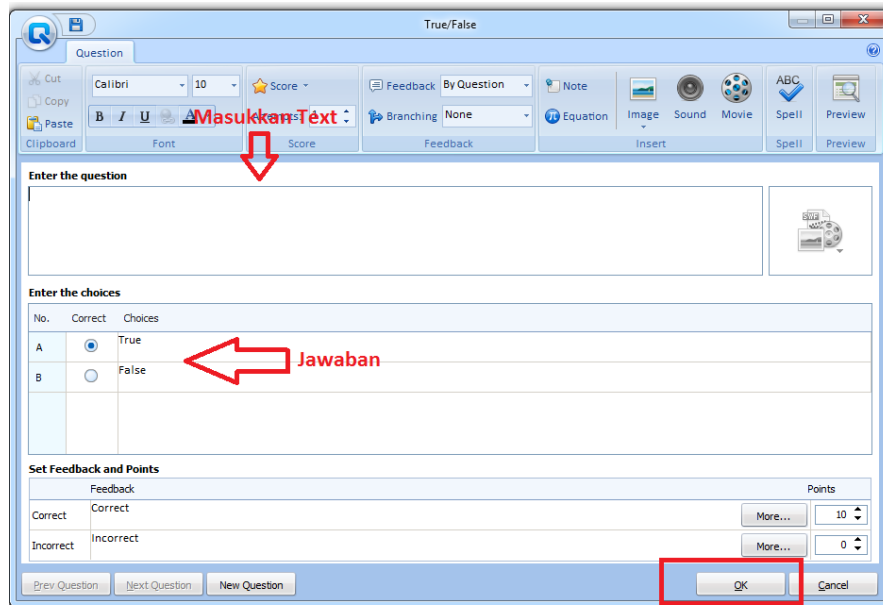 True/False
Question
Cut
Copy
Paste
Clipboard
Calibri
10
B I U A
Font
Score
Attempts: 1
Score
Feedback By Question
Branching None
Feedback
Note
Equation
Image
Sound
Movie
Insert
ABC
Spell
Spell
Preview
Preview
Masukkan Text
Enter the question
SWF
Enter the choices
No. Correct Choices
A True
B False
Jawaban
Set Feedback and Points
Feedback Points
Correct Correct More... 10
Incorrect Incorrect More... 0
Prev Question Next Question New Question OK Cancel